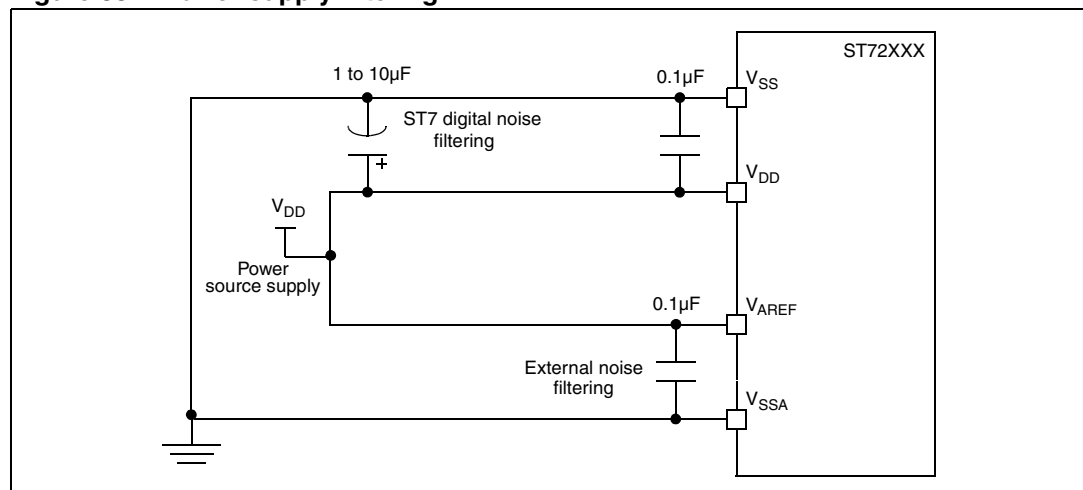 ST72XXX
1 to 10µF
0.1µF
VSS
ST7 digital noise
filtering
+
VDD
VDD
Power
source supply
0.1µF
VAREF
External noise
filtering
VSSA